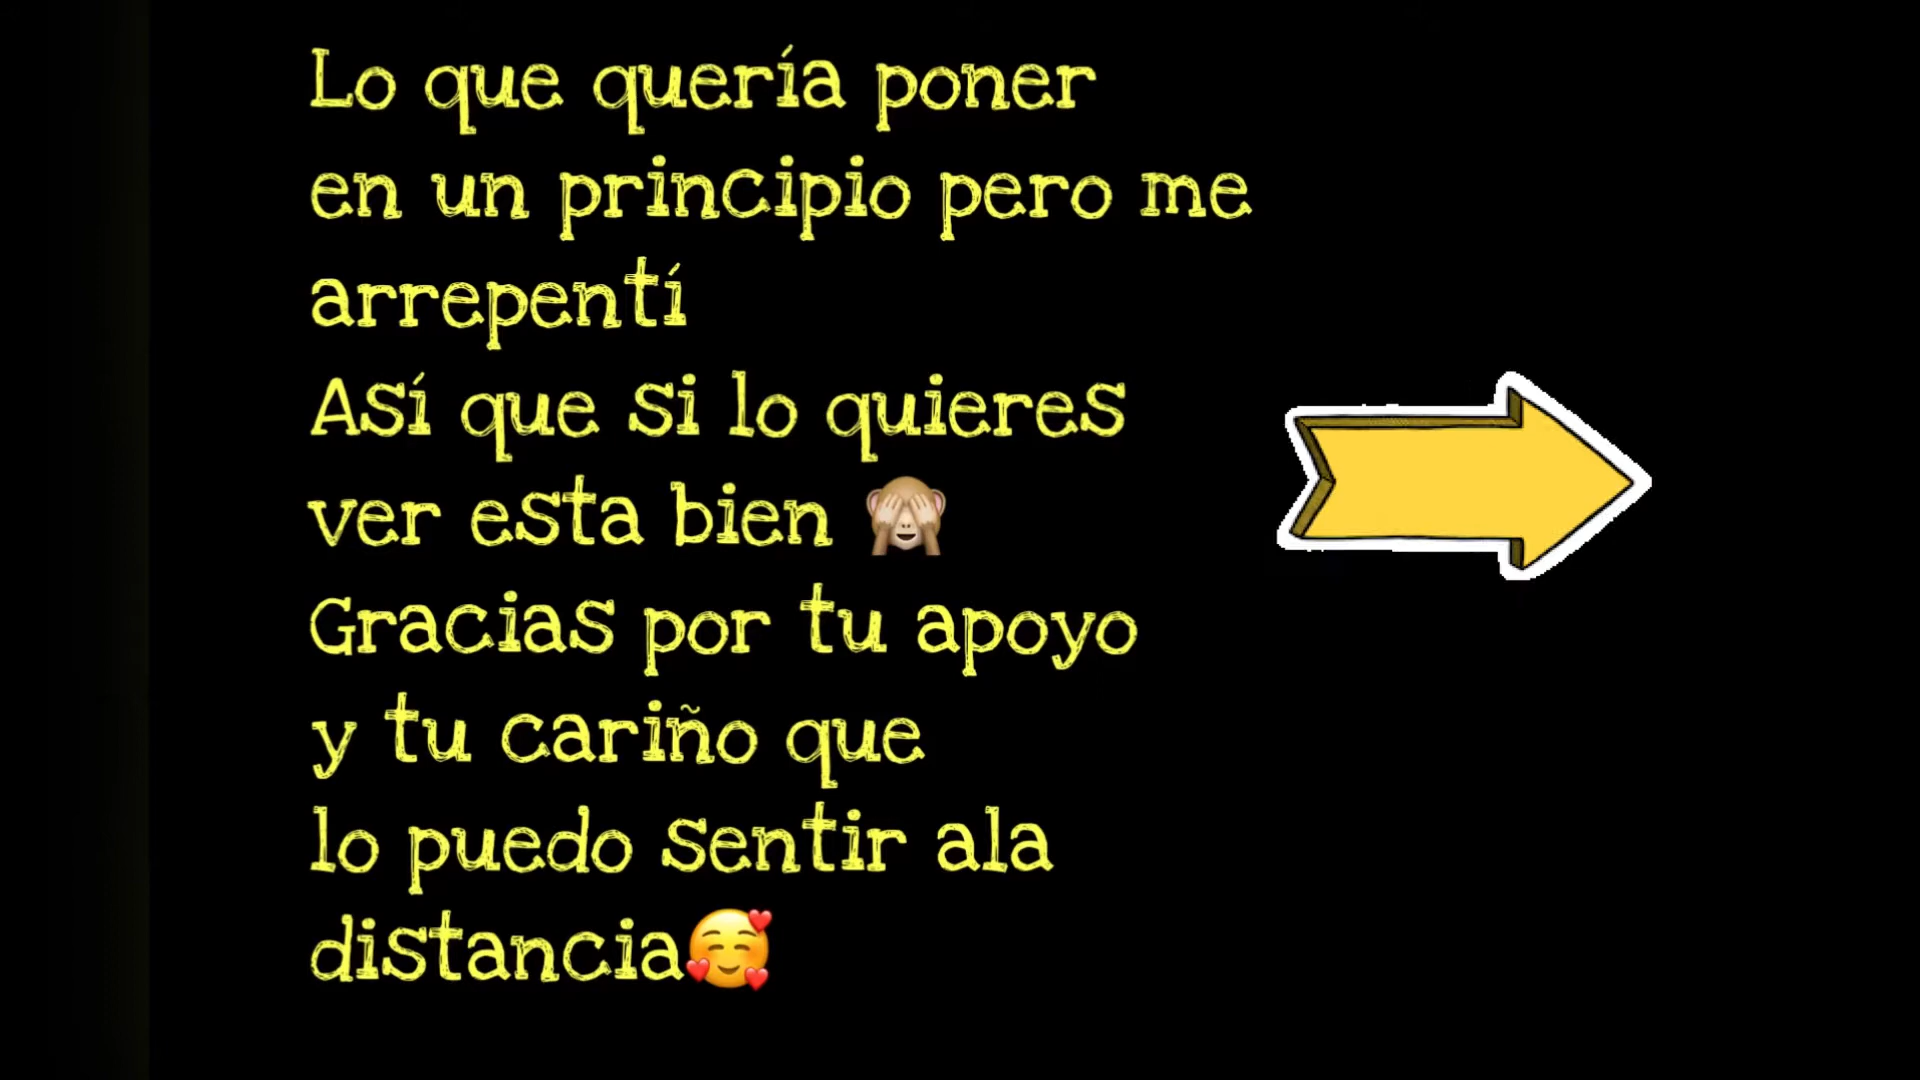 Lo que quería poner
en un principio pero me
arrepentí
Así que si lo quieres
ver esta bien 🙈
Gracias por tu apoyo
y tu cariño que
lo puedo sentir ala
distancia🥰